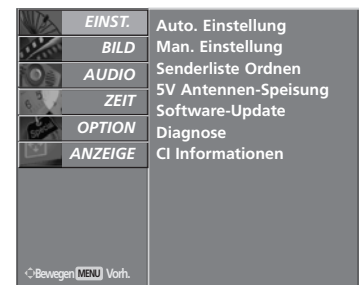 EINST.
BILD
AUDIO
ZEIT
OPTION
ANZEIGE
Auto. Einstellung
Man. Einstellung
Senderliste Ordnen
5V Antennen-Speisung
Software-Update
Diagnose
CI Informationen
Bewegen MENU Vorh.